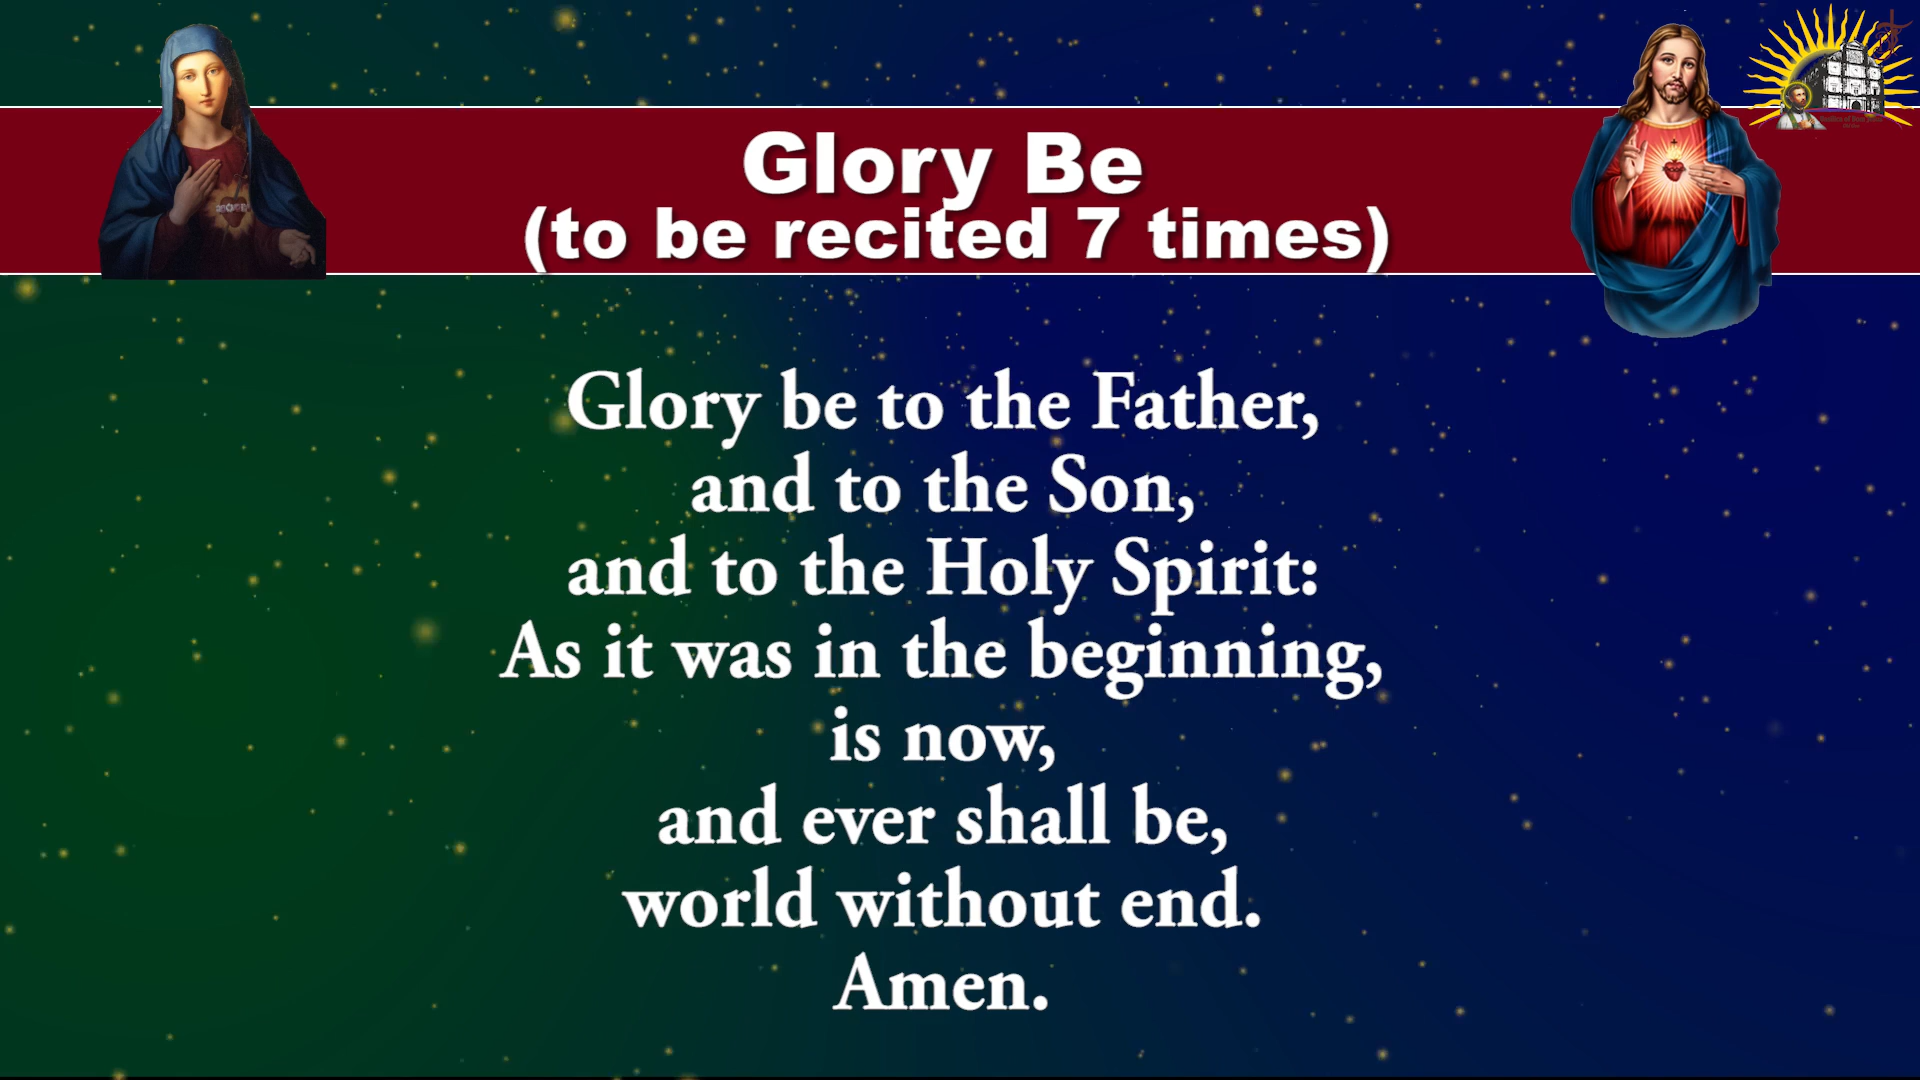 Glory Be
(to be recited 7 times)
Glory be to the Father,
and to the Son,
and to the Holy Spirit:
As it was in the beginning,
is now,
and ever shall be,
world without end.
Amen.